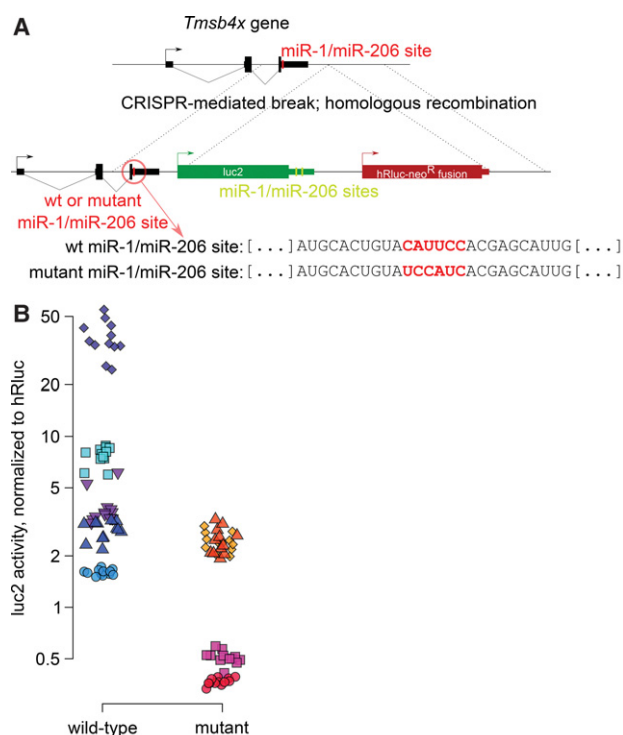 A
Tmsb4x gene
miR-1/miR-206 site
CRISPR-mediated break; homologous recombination
luc2
hRluc-neoR fusion
miR-1/miR-206 sites
wt or mutant
miR-1/miR-206 site
wt miR-1/miR-206 site: [...]AUGCACUGUACAUUCCACGAGCAUUG[...]
mutant miR-1/miR-206 site: [...]AUGCACUGUAUCCAUCACGAGCAUUG[...]
B
luc2 activity, normalized to hRluc
50
20
10
5
2
1
0.5
wild-type
mutant